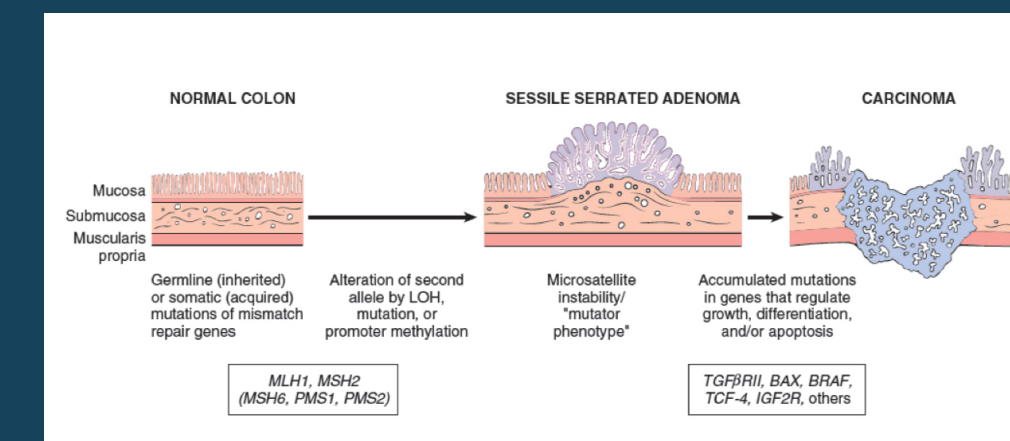 NORMAL COLON
SESSILE SERRATED ADENOMA
CARCINOMA
Mucosa
Submucosa
Muscularis
propria
Germline (inherited)
or somatic (acquired)
mutations of mismatch
repair genes
Alteration of second
allele by LOH,
mutation, or
promoter methylation
Microsatellite
instability/
"mutator
phenotype"
Accumulated mutations
in genes that regulate
growth, differentiation,
and/or apoptosis
MLH1, MSH2
(MSH6, PMS1, PMS2)
TGFβRII, BAX, BRAF,
TCF-4, IGF2R, others